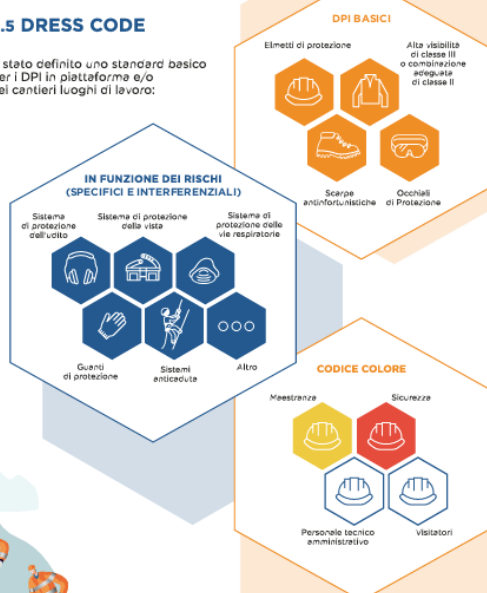 .5 DRESS CODE
stato definito uno standard basico
er i DPI in piattaforma e/o
ei cantieri luoghi di lavoro:
DPI BASICI
Elmetti di protezione
Alta visibilità
di classe III
o combinazione
adeguata
di classe II
Scarpe
antinfortunistiche
Occhiali
di Protezione
IN FUNZIONE DEI RISCHI
(SPECIFICI E INTERFERENZIALI)
Sistema
di protezione
dell'udito
Sistema di protezione
della vista
Sistema di
protezione delle
vie respiratorie
Guanti
di protezione
Sistemi
anticaduta
Altro
CODICE COLORE
Maestranza
Sicurezza
Personale tecnico
amministrativo
Visitatori